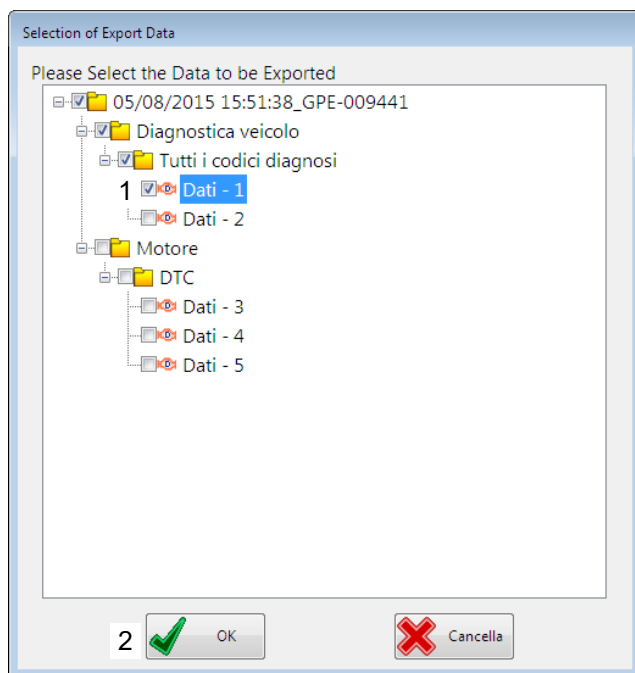 Selection of Export Data
Please Select the Data to be Exported
05/08/2015 15:51:38_GPE-009441
Diagnostica veicolo
Tutti i codici diagnosi
1 D Dati - 1
D Dati - 2
Motore
DTC
D Dati - 3
D Dati - 4
D Dati - 5
2 OK Cancella